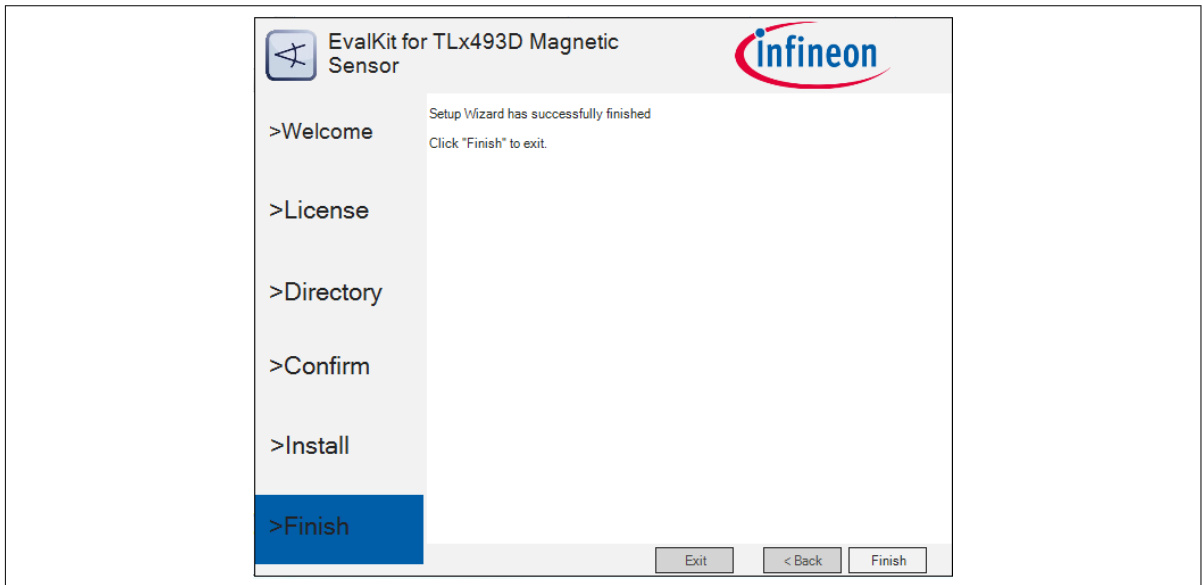 EvalKit for TLx493D Magnetic
Sensor
infineon
>Welcome
Setup Wizard has successfully finished
Click "Finish" to exit.
>License
>Directory
>Confirm
>Install
>Finish
Exit
< Back
Finish